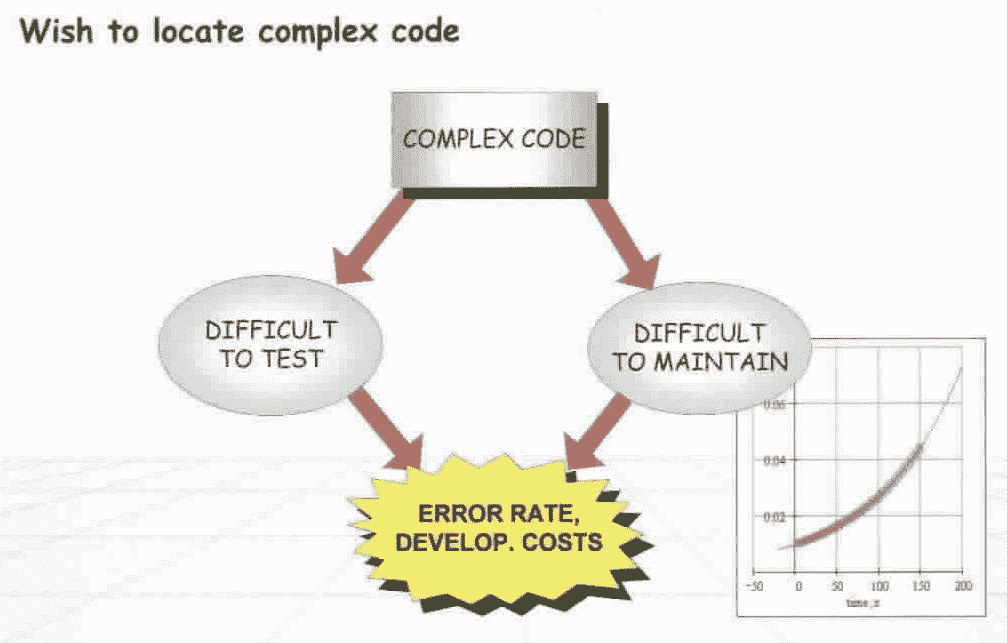 Wish to locate complex code
COMPLEX CODE
DIFFICULT
TO TEST
DIFFICULT
TO MAINTAIN
ERROR RATE,
DEVELOP. COSTS
0.06
0.04
0.02
-50 0 50 100 150 200
time,